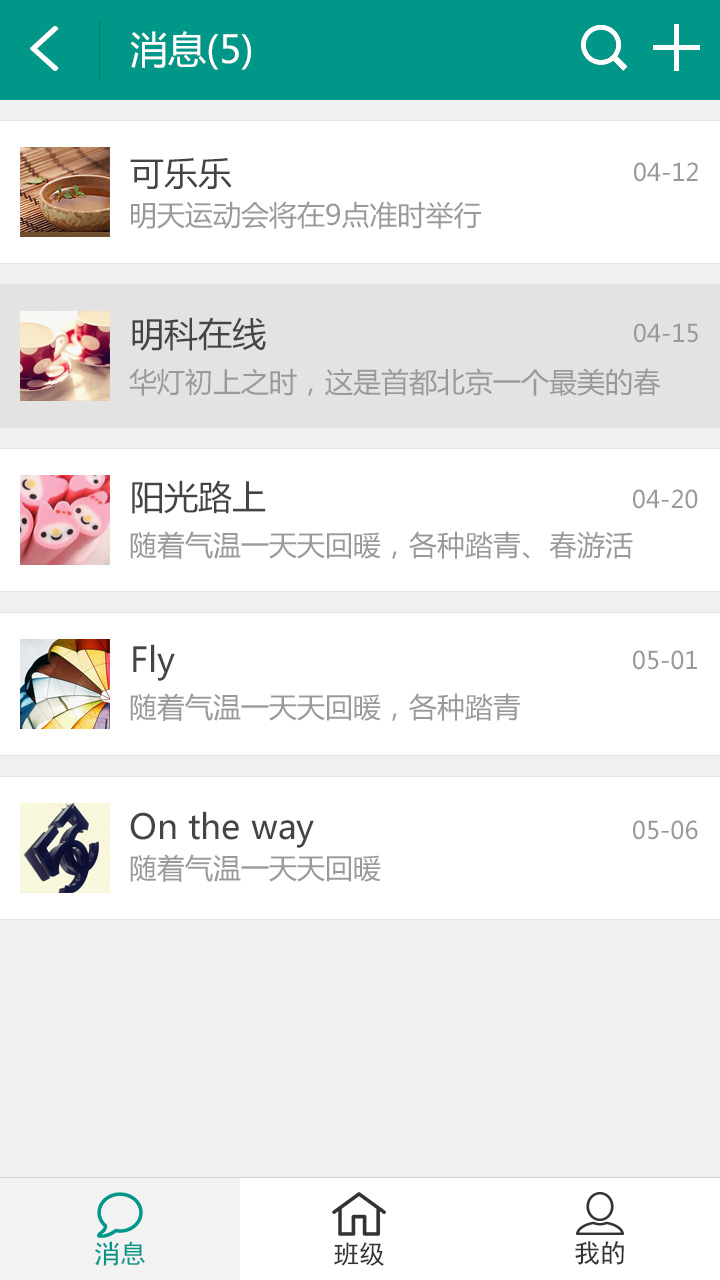 消息(5)
可乐乐
04-12
明天运动会将在9点准时举行
明科在线
04-15
华灯初上之时，这是首都北京一个最美的春
阳光路上
04-20
随着气温一天天回暖，各种踏青、春游活
Fly
05-01
随着气温一天天回暖，各种踏青
On the way
05-06
随着气温一天天回暖
消息
班级
我的